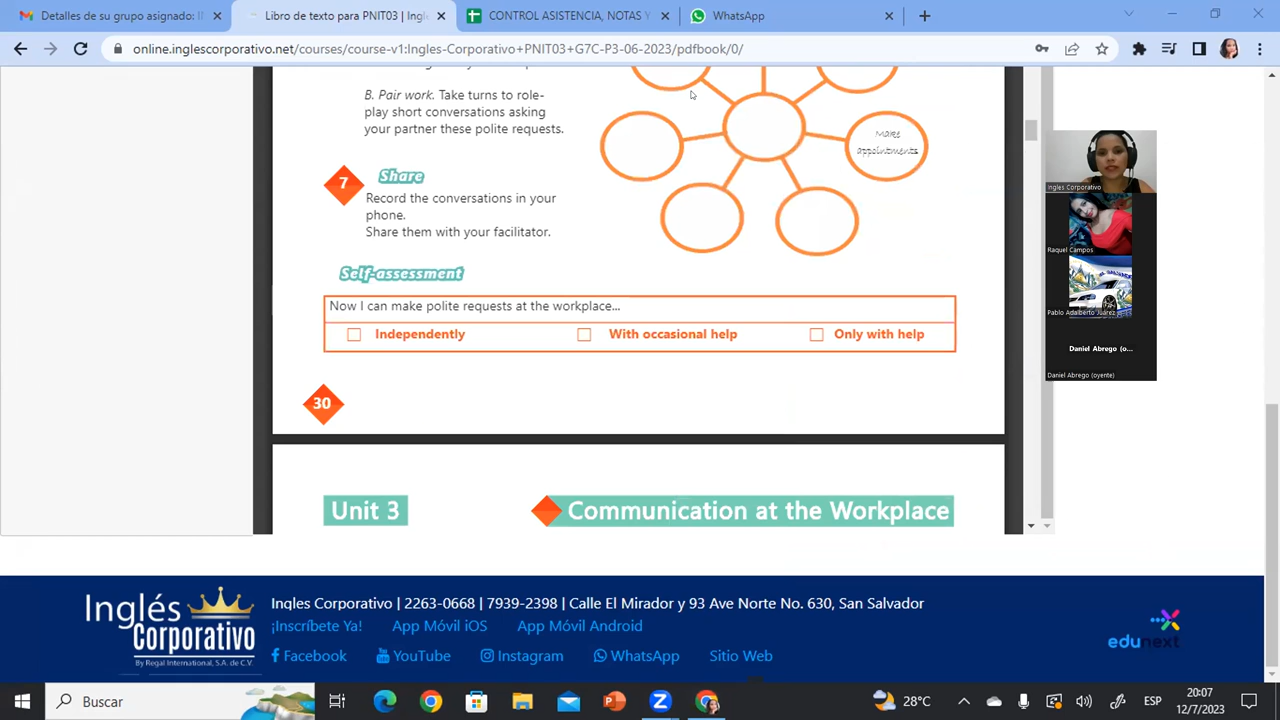 Detalles de su grupo asignado: I
Libro de texto para PNIT03 | Ingles
CONTROL ASISTENCIA, NOTAS Y
WhatsApp
online.inglescorporativo.net/courses/course-v1:Ingles-Corporativo+PNIT03+G7C-P3-06-2023/pdfbook/0/
B. Pair work. Take turns to role-
play short conversations asking
your partner these polite requests.
Make
appointments
7
Share
Record the conversations in your
phone.
Share them with your facilitator.
Self-assessment
Now I can make polite requests at the workplace...
Independently
With occasional help
Only with help
30
Unit 3
Communication at the Workplace
Ingles Corporativo
Raquel Campos
Pablo Adalberto Juárez
Daniel Abrego (o...
Daniel Abrego (oyente)
Inglés
Corporativo
By Regal International, S.A. de C.V.
Ingles Corporativo | 2263-0668 | 7939-2398 | Calle El Mirador y 93 Ave Norte No. 630, San Salvador
¡Inscríbete Ya!
App Móvil iOS
App Móvil Android
Facebook
YouTube
Instagram
WhatsApp
Sitio Web
edunext
Buscar
28°C
ESP
20:07
12/7/2023